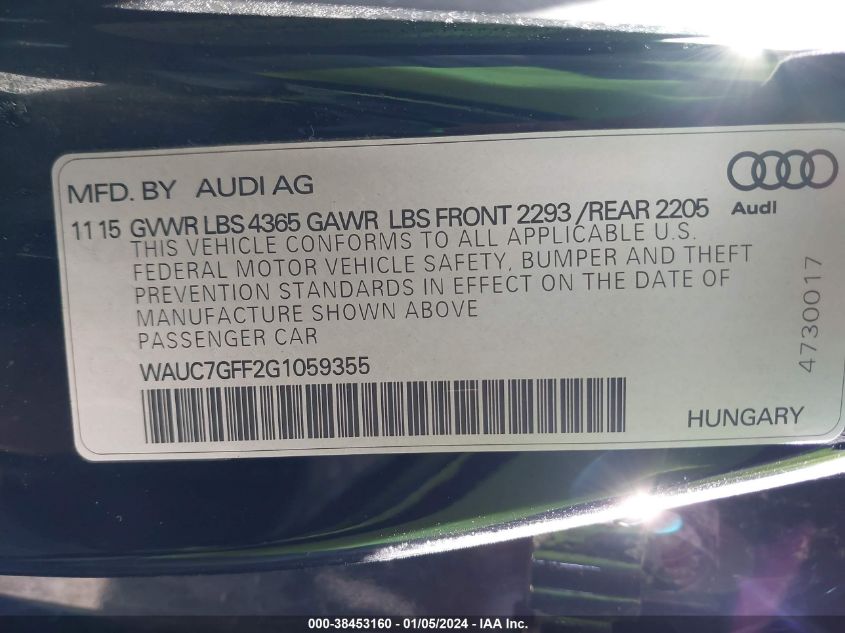 MFD. BY AUDI AG
Audi
11 15 GVWR LBS 4365 GAWR LBS FRONT 2293 /REAR 2205
THIS VEHICLE CONFORMS TO ALL APPLICABLE U.S.
FEDERAL MOTOR VEHICLE SAFETY, BUMPER AND THEFT
PREVENTION STANDARDS IN EFFECT ON THE DATE OF
MANUFACTURE SHOWN ABOVE
PASSENGER CAR
4730017
WAUC7GFF2G1059355
HUNGARY
000-38453160 - 01/05/2024 - IAA Inc.